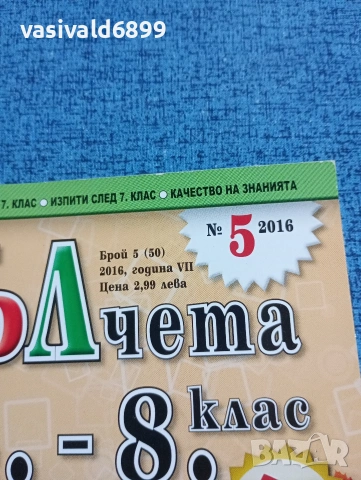 vasivald6899
7. КЛАС • ИЗПИТИ СЛЕД 7. КЛАС • КАЧЕСТВО НА ЗНАНИЯТА
№ 5 2016
Брой 5 (50)
2016, година VII
Цена 2,99 лева
Лчета
- 8. клас
BAZAR